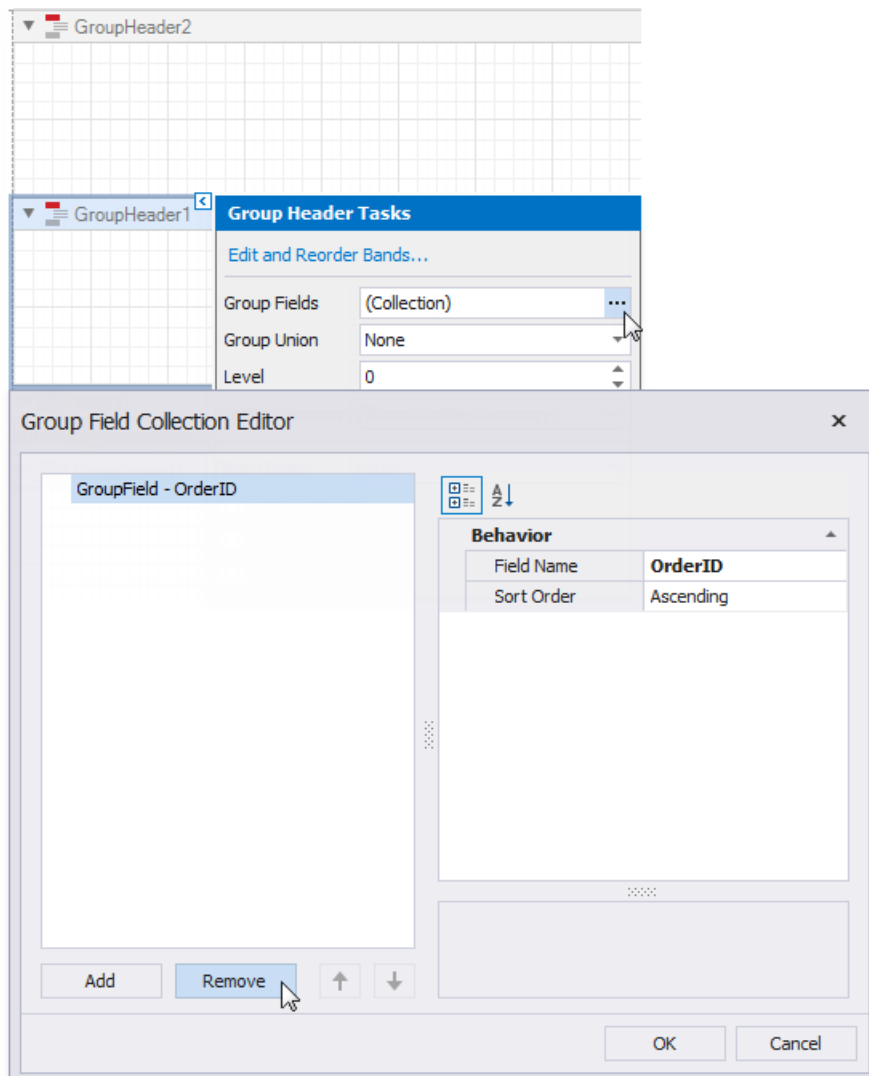 GroupHeader2
GroupHeader1
Group Header Tasks
Edit and Reorder Bands...
Group Fields (Collection) ...
Group Union None
Level 0
Group Field Collection Editor
GroupField - OrderID
Behavior
Field Name OrderID
Sort Order Ascending
Add Remove
OK Cancel